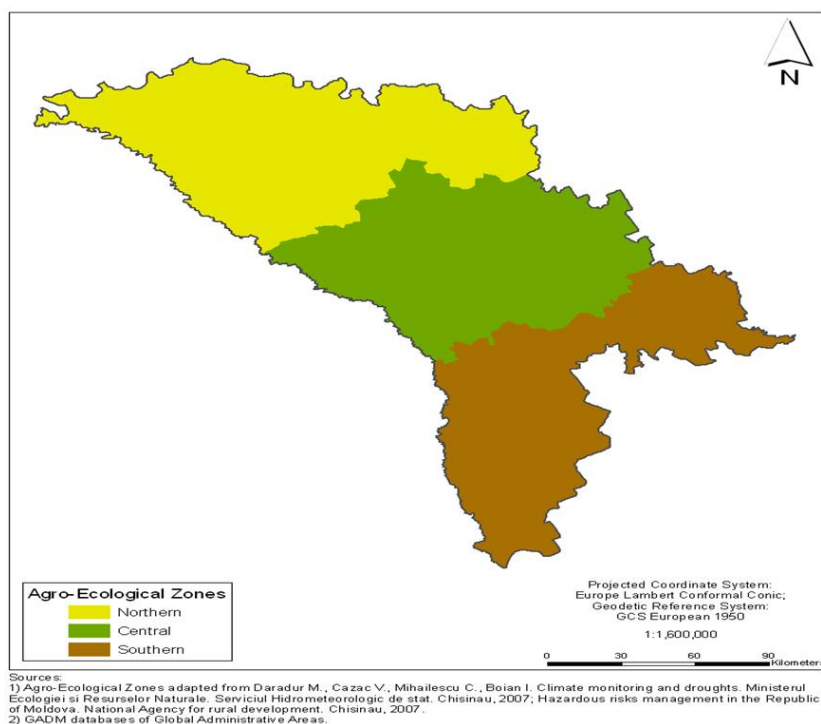 N
Agro-Ecological Zones
Northern
Central
Southern
Projected Coordinate System:
Europe Lambert Conformal Conic;
Geodetic Reference System:
GCS European 1950
1:1,600,000
0 30 60 90
Kilometers
Sources:
1) Agro-Ecological Zones adapted from Daradur M., Cazac V., Mihailescu C., Boian I. Climate monitoring and droughts. Ministerul
Ecologiei si Resurselor Naturale. Serviciul Hidrometeorologic de stat. Chisinau, 2007; Hazardous risks management in the Republic
of Moldova. National Agency for rural development. Chisinau, 2007.
2) GADM databases of Global Administrative Areas.